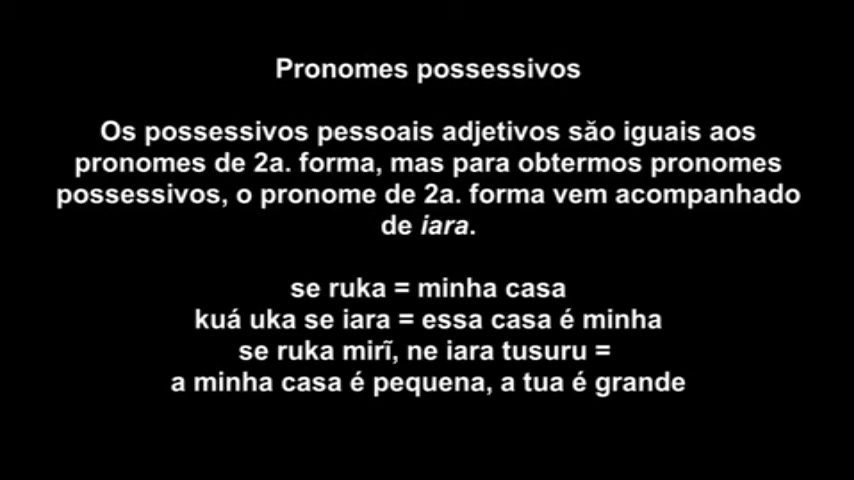 Pronomes possessivos
Os possessivos pessoais adjetivos săo iguais aos
pronomes de 2a. forma, mas para obtermos pronomes
possessivos, o pronome de 2a. forma vem acompanhado
de iara.
se ruka = minha casa
kuá uka se iara = essa casa é minha
se ruka mirĩ, ne iara tusuru =
a minha casa é pequena, a tua é grande